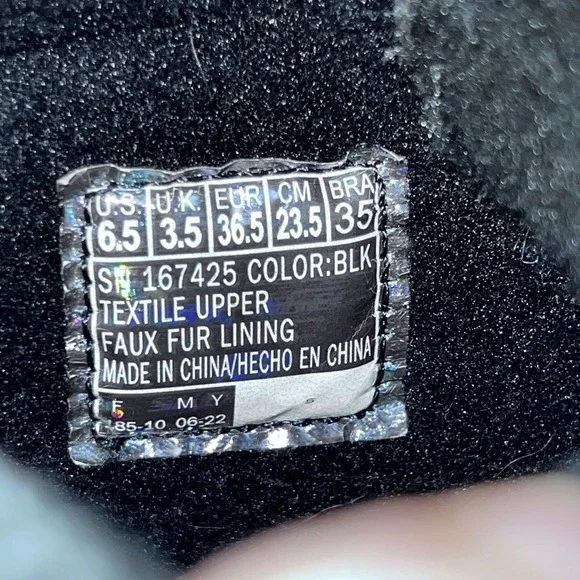 U.S. U.K EUR CM BRA
6.5 3.5 36.5 23.5 35
SN 167425 COLOR:BLK
TEXTILE UPPER
FAUX FUR LINING
MADE IN CHINA/HECHO EN CHINA
F M Y S
85-10 06-22